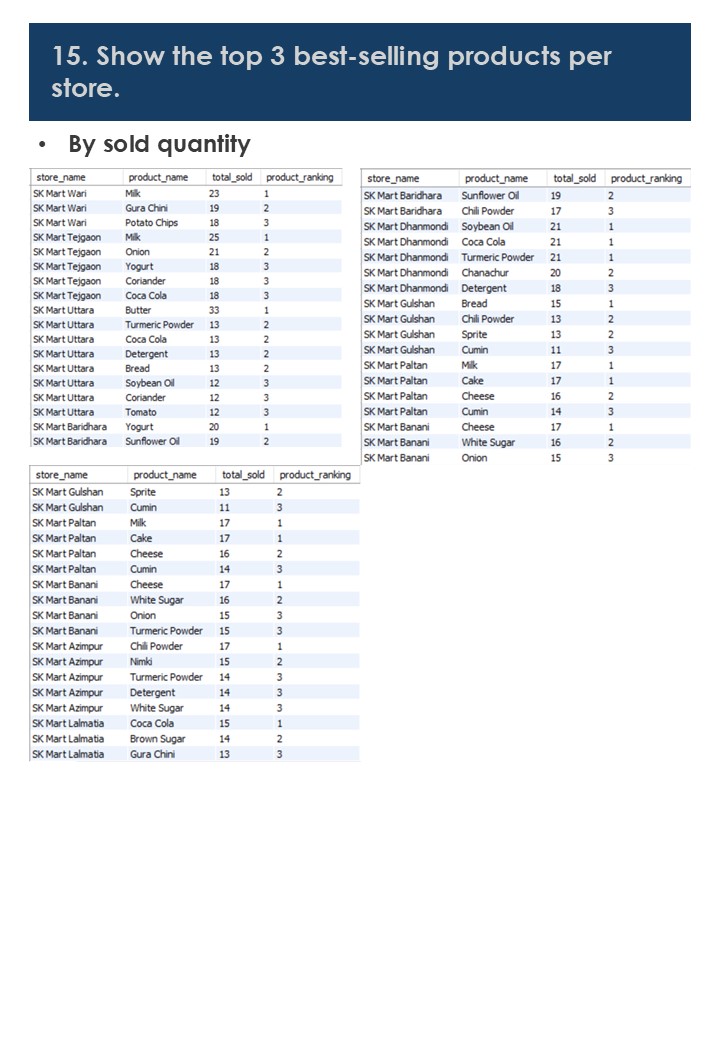 15. Show the top 3 best-selling products per
store.
• By sold quantity
store_name product_name total_sold product_ranking
SK Mart Wari Milk 23 1
SK Mart Wari Gura Chini 19 2
SK Mart Wari Potato Chips 18 3
SK Mart Tejgaon Milk 25 1
SK Mart Tejgaon Onion 21 2
SK Mart Tejgaon Yogurt 18 3
SK Mart Tejgaon Coriander 18 3
SK Mart Tejgaon Coca Cola 18 3
SK Mart Uttara Butter 33 1
SK Mart Uttara Turmeric Powder 13 2
SK Mart Uttara Coca Cola 13 2
SK Mart Uttara Detergent 13 2
SK Mart Uttara Bread 13 2
SK Mart Uttara Soybean Oil 12 3
SK Mart Uttara Coriander 12 3
SK Mart Uttara Tomato 12 3
SK Mart Baridhara Yogurt 20 1
SK Mart Baridhara Sunflower Oil 19 2
store_name product_name total_sold product_ranking
SK Mart Baridhara Sunflower Oil 19 2
SK Mart Baridhara Chili Powder 17 3
SK Mart Dhanmondi Soybean Oil 21 1
SK Mart Dhanmondi Coca Cola 21 1
SK Mart Dhanmondi Turmeric Powder 21 1
SK Mart Dhanmondi Chanachur 20 2
SK Mart Dhanmondi Detergent 18 3
SK Mart Gulshan Bread 15 1
SK Mart Gulshan Chili Powder 13 2
SK Mart Gulshan Sprite 13 2
SK Mart Gulshan Cumin 11 3
SK Mart Paltan Milk 17 1
SK Mart Paltan Cake 17 1
SK Mart Paltan Cheese 16 2
SK Mart Paltan Cumin 14 3
SK Mart Banani Cheese 17 1
SK Mart Banani White Sugar 16 2
SK Mart Banani Onion 15 3
store_name product_name total_sold product_ranking
SK Mart Gulshan Sprite 13 2
SK Mart Gulshan Cumin 11 3
SK Mart Paltan Milk 17 1
SK Mart Paltan Cake 17 1
SK Mart Paltan Cheese 16 2
SK Mart Paltan Cumin 14 3
SK Mart Banani Cheese 17 1
SK Mart Banani White Sugar 16 2
SK Mart Banani Onion 15 3
SK Mart Banani Turmeric Powder 15 3
SK Mart Azimpur Chili Powder 17 1
SK Mart Azimpur Nimki 15 2
SK Mart Azimpur Turmeric Powder 14 3
SK Mart Azimpur Detergent 14 3
SK Mart Azimpur White Sugar 14 3
SK Mart Lalmatia Coca Cola 15 1
SK Mart Lalmatia Brown Sugar 14 2
SK Mart Lalmatia Gura Chini 13 3